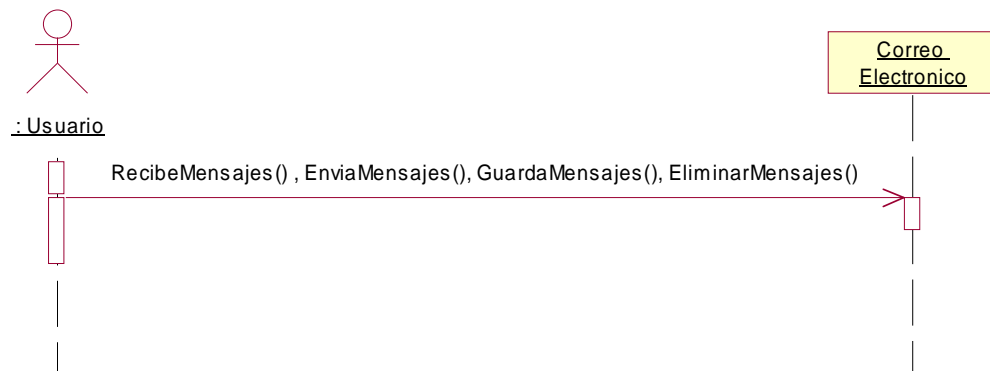 Correo
Electronico
: Usuario
RecibeMensajes() , EnviaMensajes(), GuardaMensajes(), EliminarMensajes()